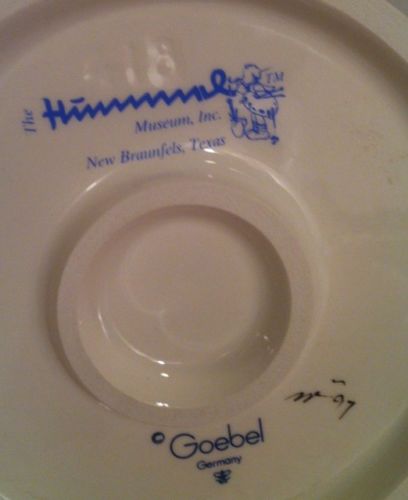 The Hummel TM
Museum, Inc.
New Braunfels, Texas
© Goebel
Germany